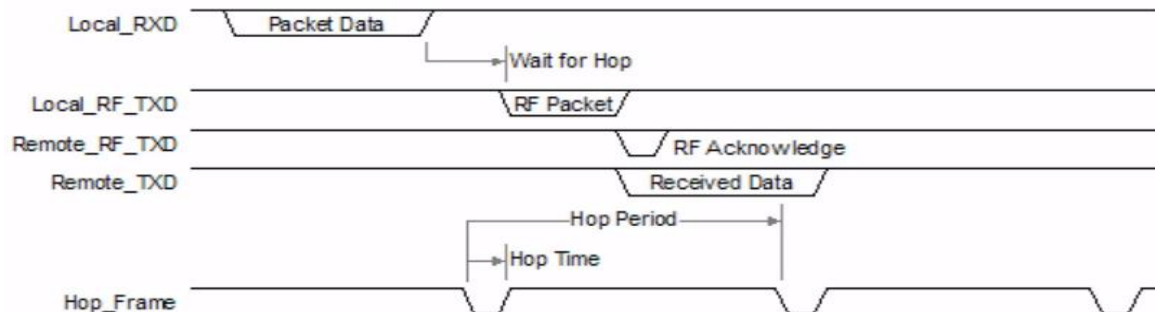 Local_RXD
Packet Data
Wait for Hop
Local_RF_TXD
RF Packet
Remote_RF_TXD
RF Acknowledge
Remote_TXD
Received Data
Hop Period
Hop Time
Hop_Frame